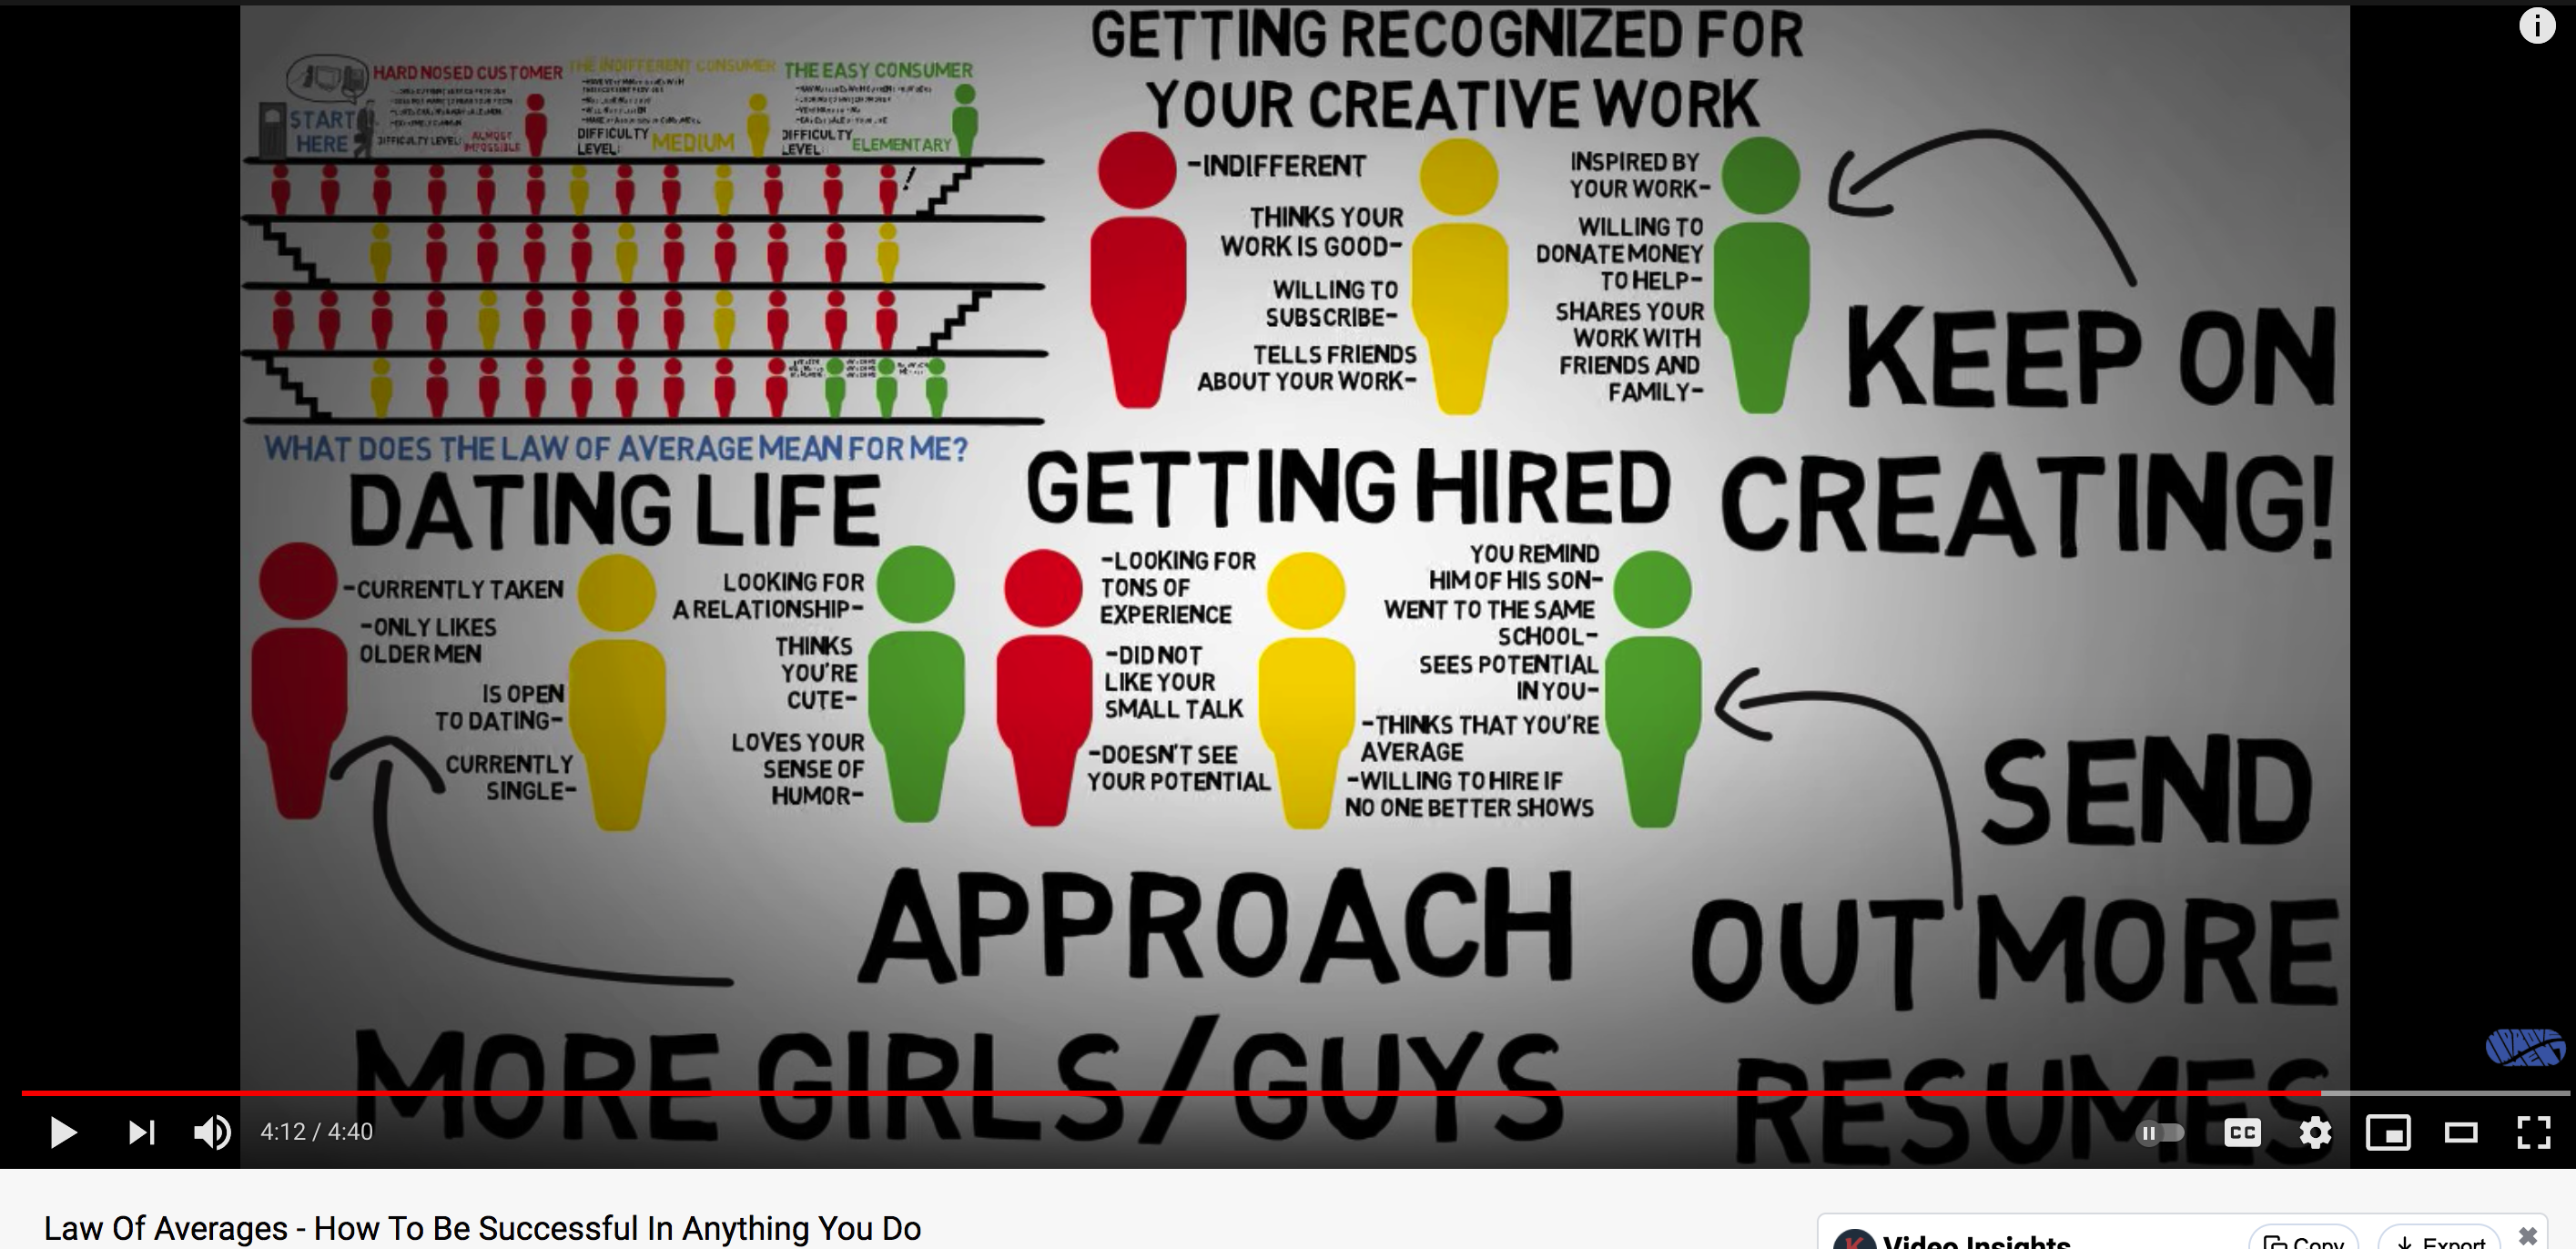 GETTING RECOGNIZED FOR
YOUR CREATIVE WORK
HARD NOSED CUSTOMER
THE INDIFFERENT CONSUMER
THE EASY CONSUMER
START
HERE
DIFFICULTY LEVEL:
ALMOST
IMPOSSIBLE
DIFFICULTY
LEVEL:
MEDIUM
DIFFICULTY
LEVEL:
ELEMENTARY
-INDIFFERENT
THINKS YOUR
WORK IS GOOD-
WILLING TO
SUBSCRIBE-
TELLS FRIENDS
ABOUT YOUR WORK-
INSPIRED BY
YOUR WORK-
WILLING TO
DONATE MONEY
TO HELP-
SHARES YOUR
WORK WITH
FRIENDS AND
FAMILY-
KEEP ON
CREATING!
WHAT DOES THE LAW OF AVERAGE MEAN FOR ME?
DATING LIFE
-CURRENTLY TAKEN
-ONLY LIKES
OLDER MEN
IS OPEN
TO DATING-
CURRENTLY
SINGLE-
LOOKING FOR
A RELATIONSHIP-
THINKS
YOU'RE
CUTE-
LOVES YOUR
SENSE OF
HUMOR-
GETTING HIRED
-LOOKING FOR
TONS OF
EXPERIENCE
-DID NOT
LIKE YOUR
SMALL TALK
-DOESN'T SEE
YOUR POTENTIAL
YOU REMIND
HIM OF HIS SON-
WENT TO THE SAME
SCHOOL-
SEES POTENTIAL
IN YOU-
-THINKS THAT YOU'RE
AVERAGE
-WILLING TO HIRE IF
NO ONE BETTER SHOWS
APPROACH
MORE GIRLS/GUYS
SEND
OUT MORE
RESUMES
4:12 / 4:40
CC
Law Of Averages - How To Be Successful In Anything You Do
Video Insights
Copy
Export